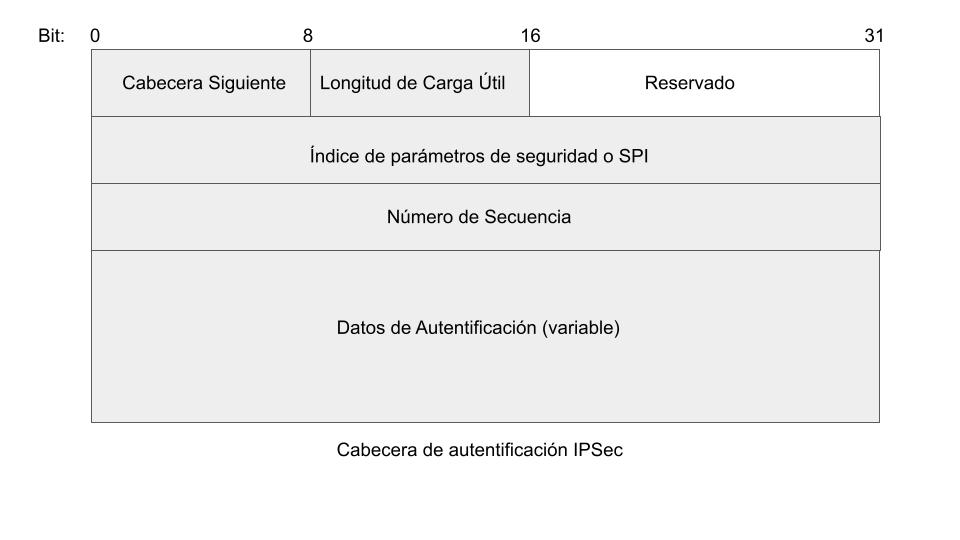 Bit: 0 8 16 31
Cabecera Siguiente Longitud de Carga Útil Reservado
Índice de parámetros de seguridad o SPI
Número de Secuencia
Datos de Autentificación (variable)
Cabecera de autentificación IPSec